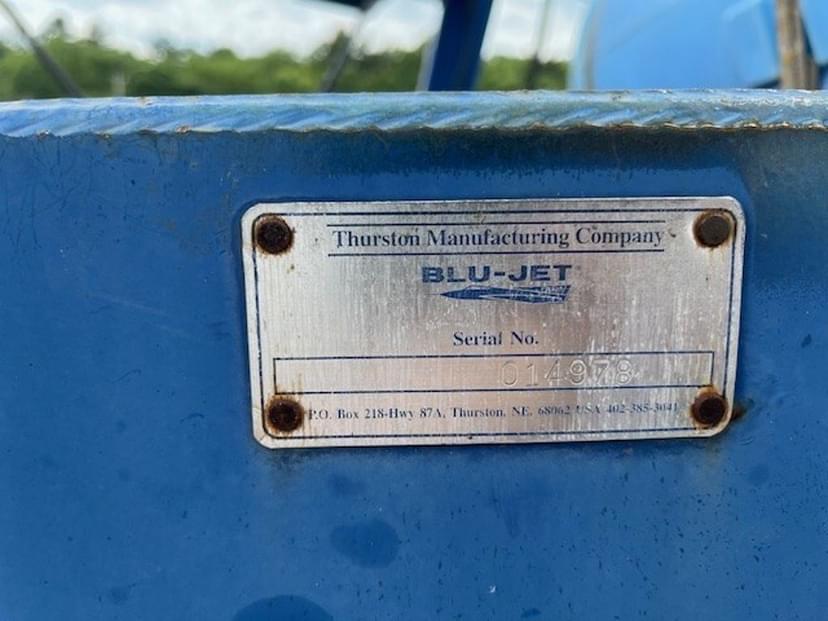 Thurston Manufacturing Company
BLU-JET
Serial No.
014978
P.O. Box 218-Hwy 87A, Thurston, NE. 68062 USA 402-385-3041